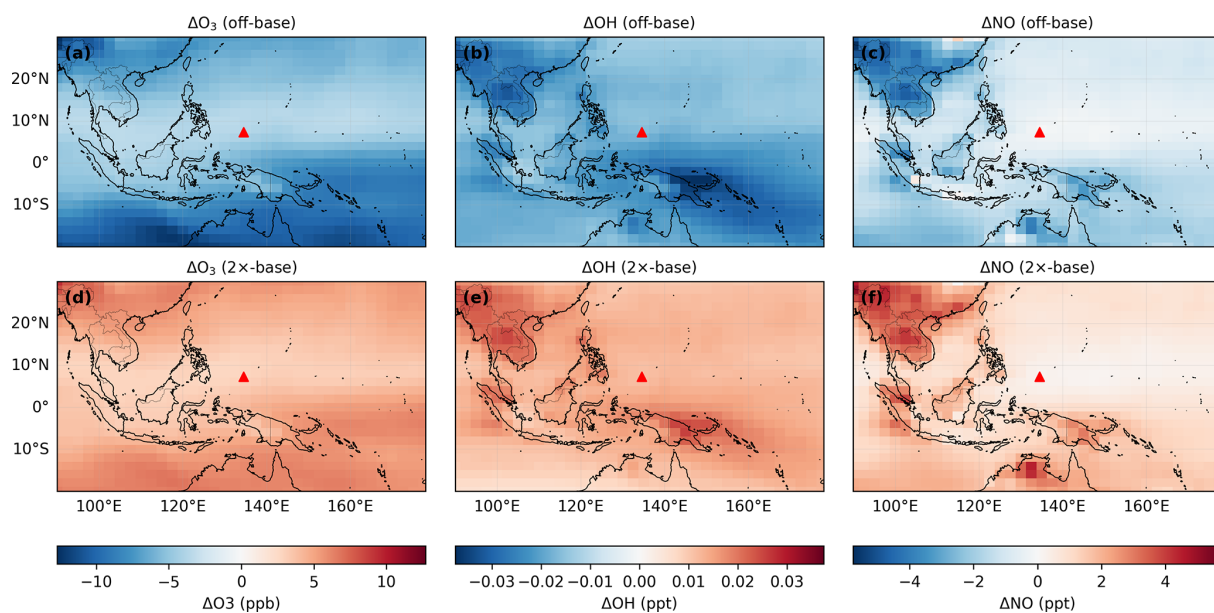 ΔO₃ (off-base) ΔOH (off-base) ΔNO (off-base)
(a) (b) (c)
20°N
10°N
0°
10°S
ΔO₃ (2×-base) ΔOH (2×-base) ΔNO (2×-base)
(d) (e) (f)
20°N
10°N
0°
10°S
100°E 120°E 140°E 160°E 100°E 120°E 140°E 160°E 100°E 120°E 140°E 160°E
−10 −5 0 5 10 −0.03 −0.02 −0.01 0.00 0.01 0.02 0.03 −4 −2 0 2 4
ΔO3 (ppb) ΔOH (ppt) ΔNO (ppt)